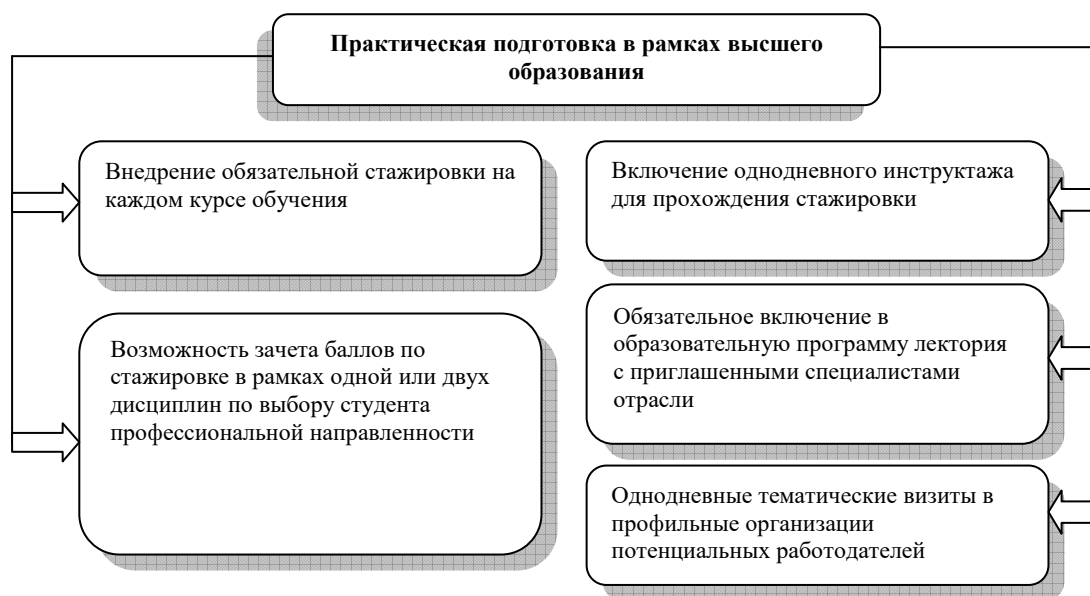 Практическая подготовка в рамках высшего
образования
Внедрение обязательной стажировки на
каждом курсе обучения
Возможность зачета баллов по
стажировке в рамках одной или двух
дисциплин по выбору студента
профессиональной направленности
Включение однодневного инструктажа
для прохождения стажировки
Обязательное включение в
образовательную программу лектория
с приглашенными специалистами
отрасли
Однодневные тематические визиты в
профильные организации
потенциальных работодателей